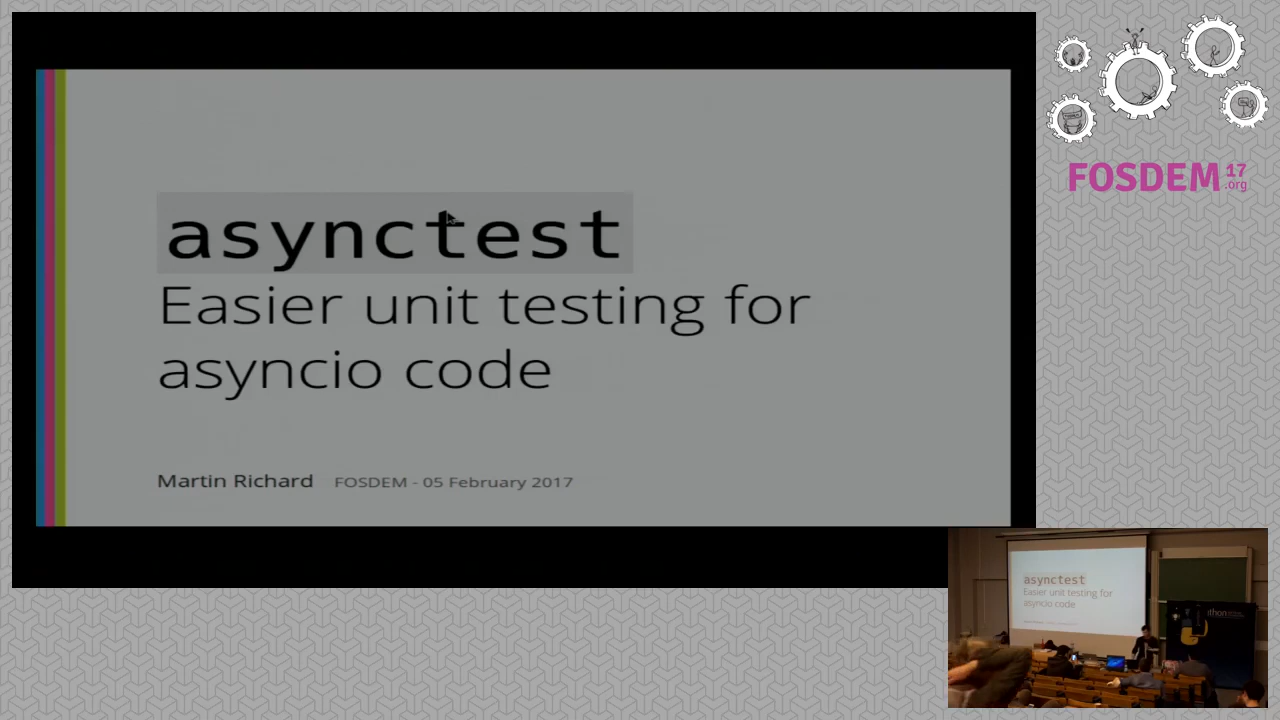 asynctest
Easier unit testing for
asyncio code
Martin Richard FOSDEM - 05 February 2017
FOSDEM 17
.org
asynctest
Easier unit testing for
asyncio code
thon